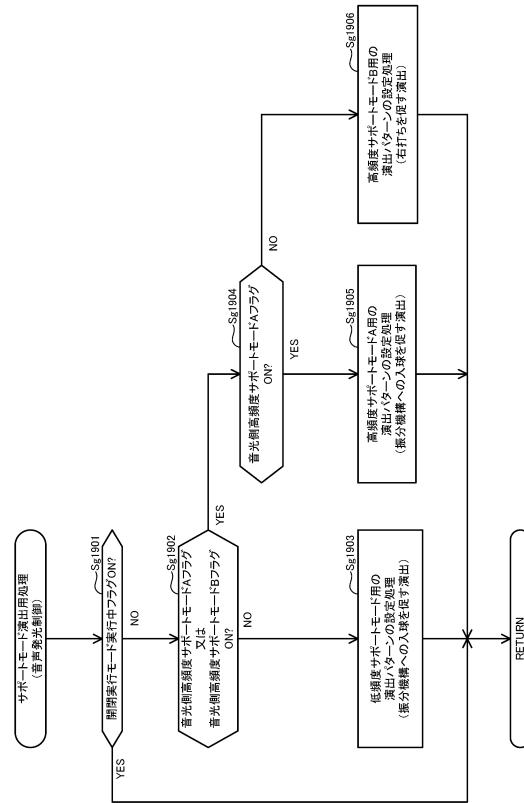 サポートモード演出用処理
(音声発光制御)
Sg1901
開閉実行モード実行中フラグON?
YES
NO
Sg1902
音光側高頻度サポートモードAフラグ
又は
音光側高頻度サポートモードBフラグ
ON?
YES
NO
Sg1903
低頻度サポートモード用の
演出パターンの設定処理
(振分機構への入球を促す演出)
Sg1904
音光側高頻度サポートモードAフラグ
ON?
NO
YES
Sg1905
高頻度サポートモードA用の
演出パターンの設定処理
(振分機構への入球を促す演出)
Sg1906
高頻度サポートモードB用の
演出パターンの設定処理
(右打ちを促す演出)
RETURN